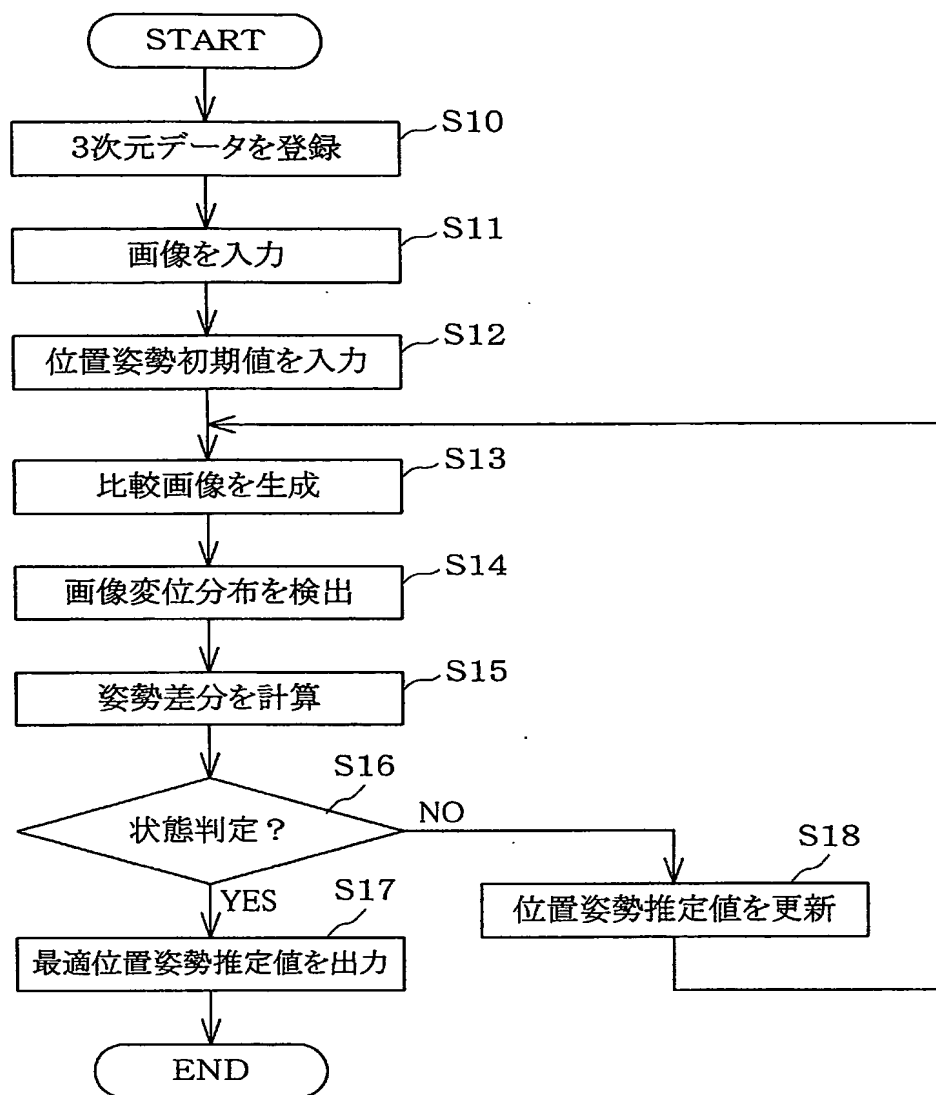 START
S10
3次元データを登録
S11
画像を入力
S12
位置姿勢初期値を入力
S13
比較画像を生成
S14
画像変位分布を検出
S15
姿勢差分を計算
S16
状態判定？
NO
YES
S18
位置姿勢推定値を更新
S17
最適位置姿勢推定値を出力
END